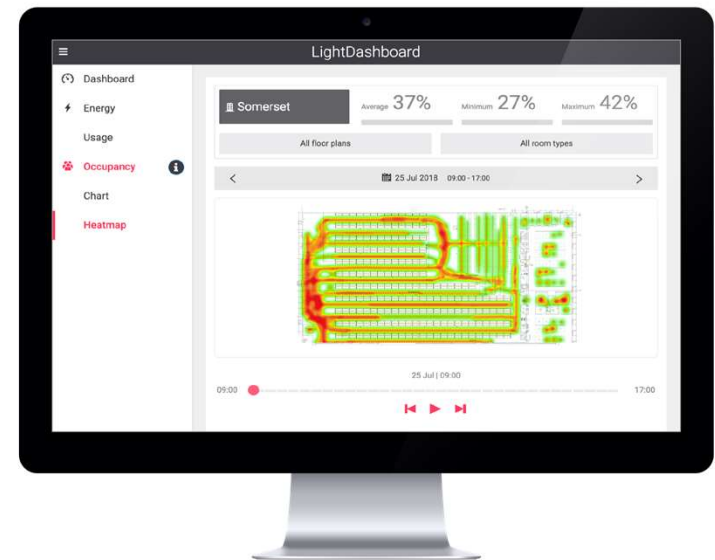 LightDashboard
Dashboard
Energy
Usage
Occupancy
Chart
Heatmap
Somerset
Average 37%
Minimum 27%
Maximum 42%
All floor plans
All room types
25 Jul 2018 09:00 - 17:00
25 Jul | 09:00
09:00
17:00